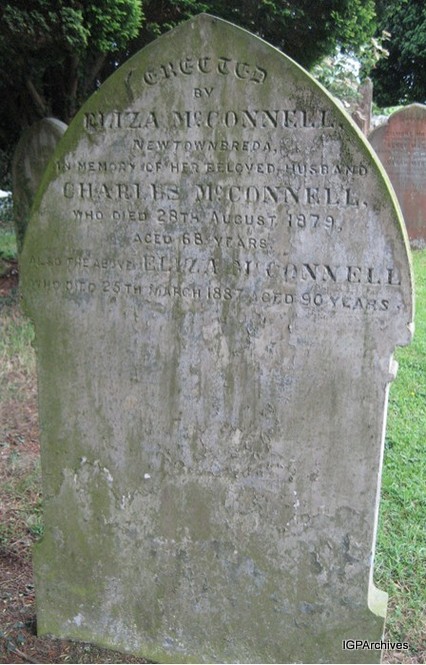 ERECTED
BY
ELIZA McCONNELL,
NEWTOWNBREDA,
IN MEMORY OF HER BELOVED HUSBAND
CHARLES McCONNELL,
WHO DIED 28TH AUGUST 1879,
AGED 68 YEARS.
ALSO THE ABOVE ELIZA McCONNELL
WHO DIED 25TH MARCH 1887 AGED 90 YEARS.
IGPArchives